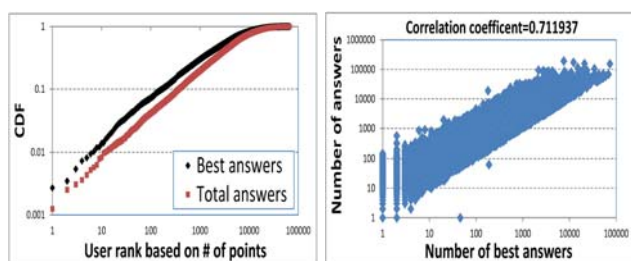 1
0.1
0.01
0.001
CDF
Best answers
Total answers
1 10 100 1000 10000 100000
User rank based on # of points
Correlation coefficent=0.711937
1000000
100000
10000
1000
100
10
1
Number of answers
1 10 100 1000 10000 100000
Number of best answers